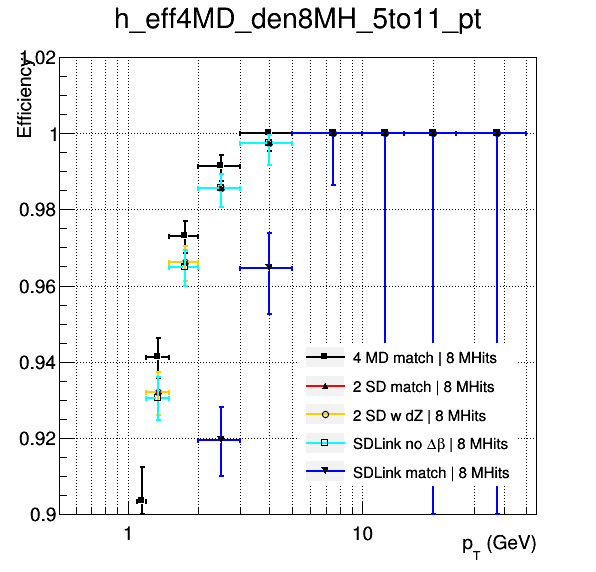 h_eff4MD_den8MH_5to11_pt
Efficiency
1.02
1
0.98
0.96
0.94
0.92
0.9
4 MD match | 8 MHits
2 SD match | 8 MHits
2 SD w dZ | 8 MHits
SDLink no Δβ | 8 MHits
SDLink match | 8 MHits
1
10
p_T (GeV)